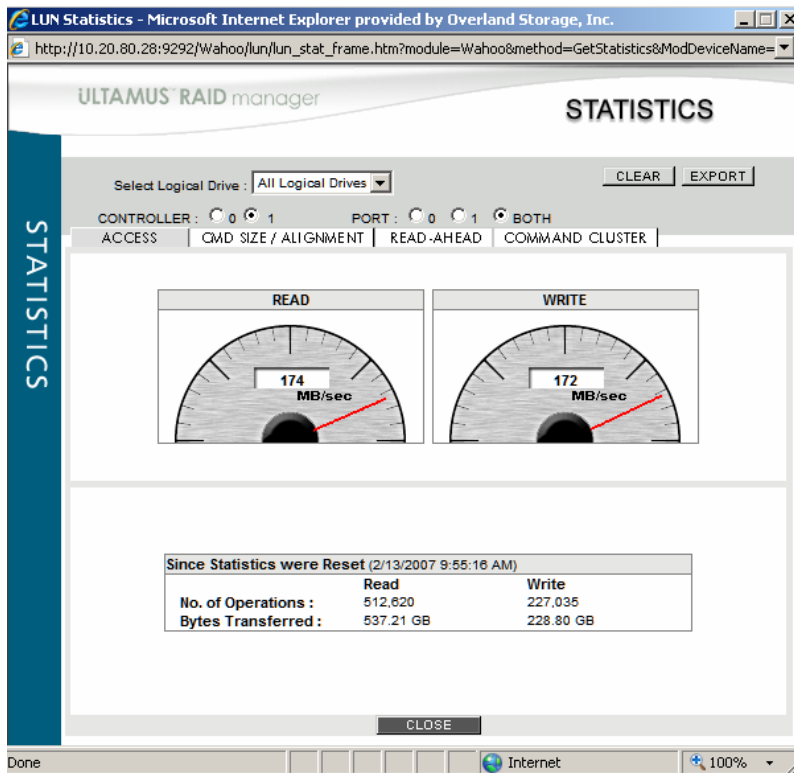 LUN Statistics - Microsoft Internet Explorer provided by Overland Storage, Inc.
http://10.20.80.28:9292/Wahoo/lun/lun_stat_frame.htm?module=Wahoo&method=GetStatistics&ModDeviceName=
ULTAMUS™ RAID manager
STATISTICS
Select Logical Drive : All Logical Drives
CLEAR EXPORT
CONTROLLER : 0 1 PORT : 0 1 BOTH
ACCESS CMD SIZE / ALIGNMENT READ-AHEAD COMMAND CLUSTER
STATISTICS
READ WRITE
174 172
MB/sec MB/sec
Since Statistics were Reset (2/13/2007 9:55:16 AM)
Read Write
No. of Operations : 512,620 227,035
Bytes Transferred : 537.21 GB 228.80 GB
CLOSE
Done Internet 100%